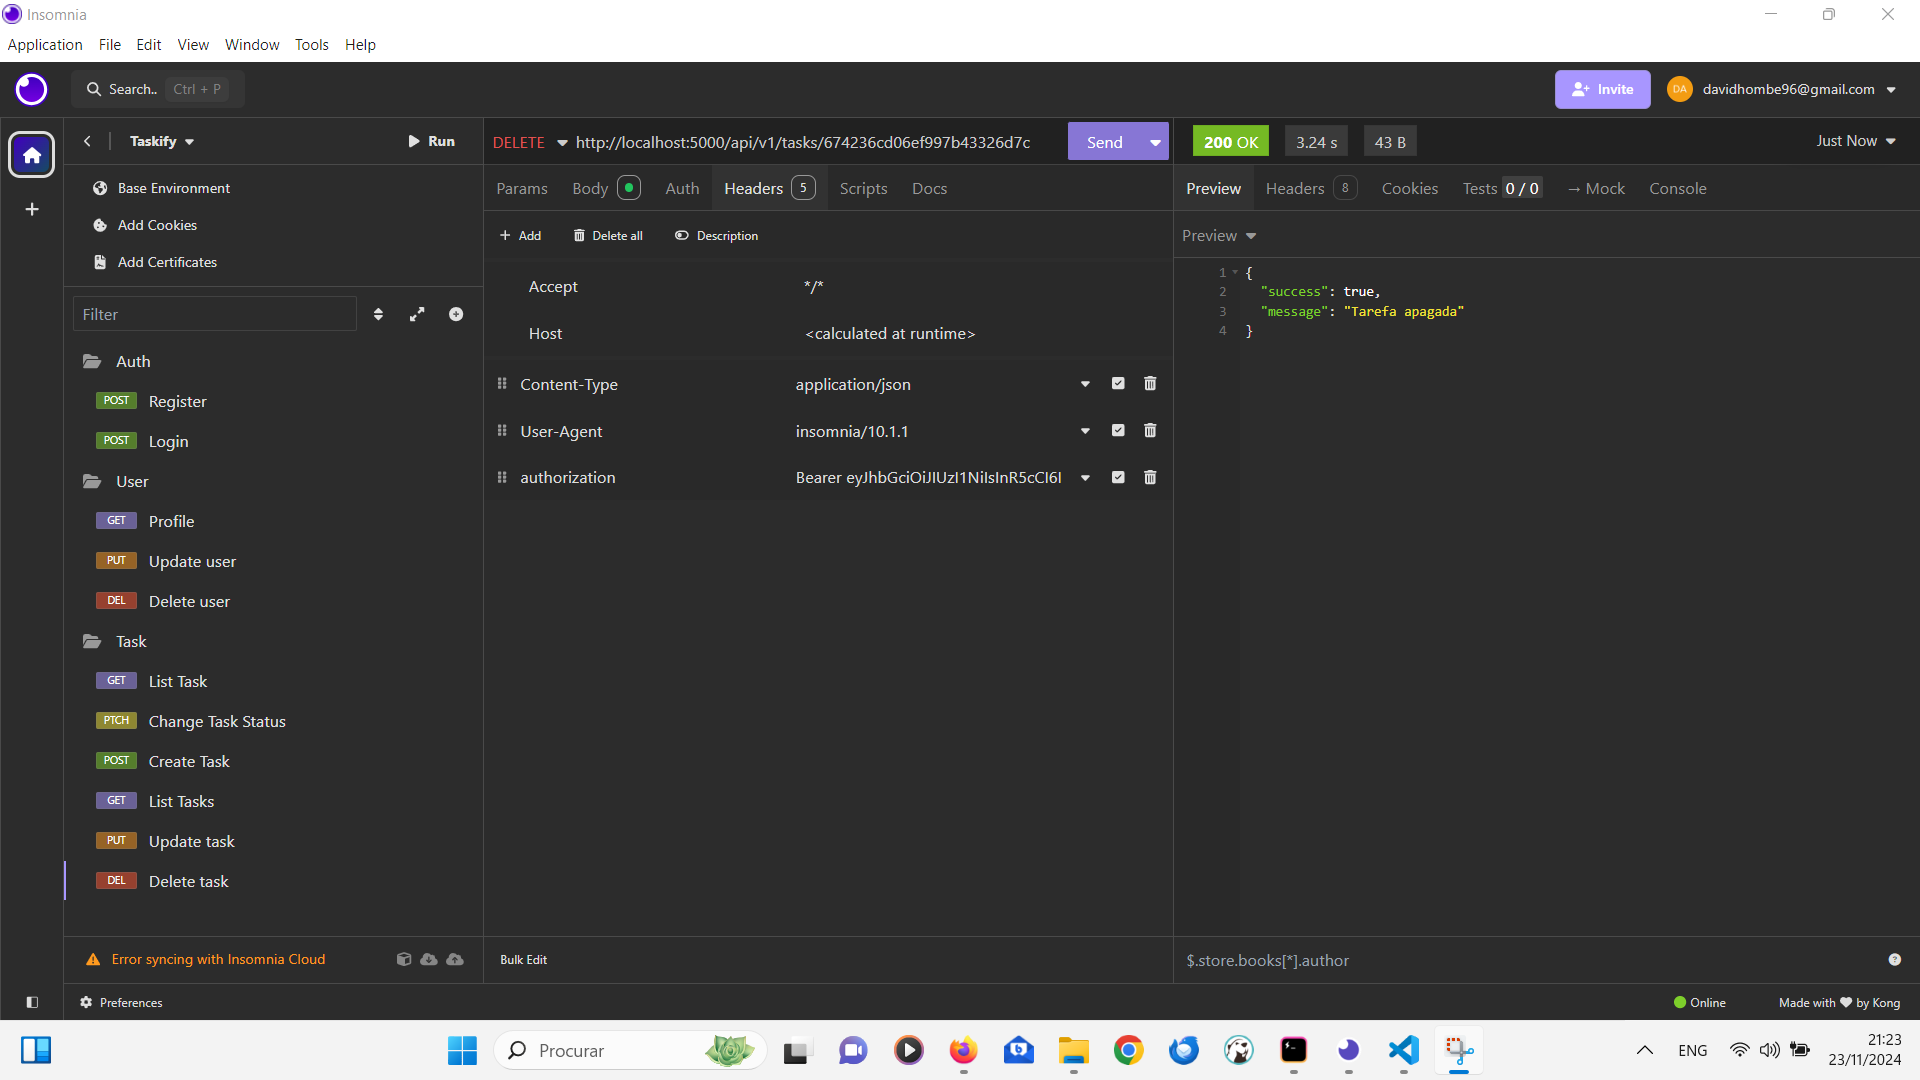 Insomnia
Application File Edit View Window Tools Help
Search.. Ctrl + P
Invite
DA
davidhombe96@gmail.com
Taskify
Run
Base Environment
Add Cookies
Add Certificates
Filter
Auth
POST Register
POST Login
User
GET Profile
PUT Update user
DEL Delete user
Task
GET List Task
PTCH Change Task Status
POST Create Task
GET List Tasks
PUT Update task
DEL Delete task
Error syncing with Insomnia Cloud
Preferences
DELETE http://localhost:5000/api/v1/tasks/674236cd06ef997b43326d7c Send
Params Body Auth Headers 5 Scripts Docs
Add Delete all Description
Accept */*
Host <calculated at runtime>
Content-Type application/json
User-Agent insomnia/10.1.1
authorization Bearer eyJhbGciOiJIUzI1NiIsInR5cCI6I
Bulk Edit
200 OK 3.24 s 43 B Just Now
Preview Headers 8 Cookies Tests 0 / 0 → Mock Console
Preview
1 {
2 "success": true,
3 "message": "Tarefa apagada"
4 }
$.store.books[*].author
Online
Made with ❤ by Kong
Procurar
ENG
21:23
23/11/2024